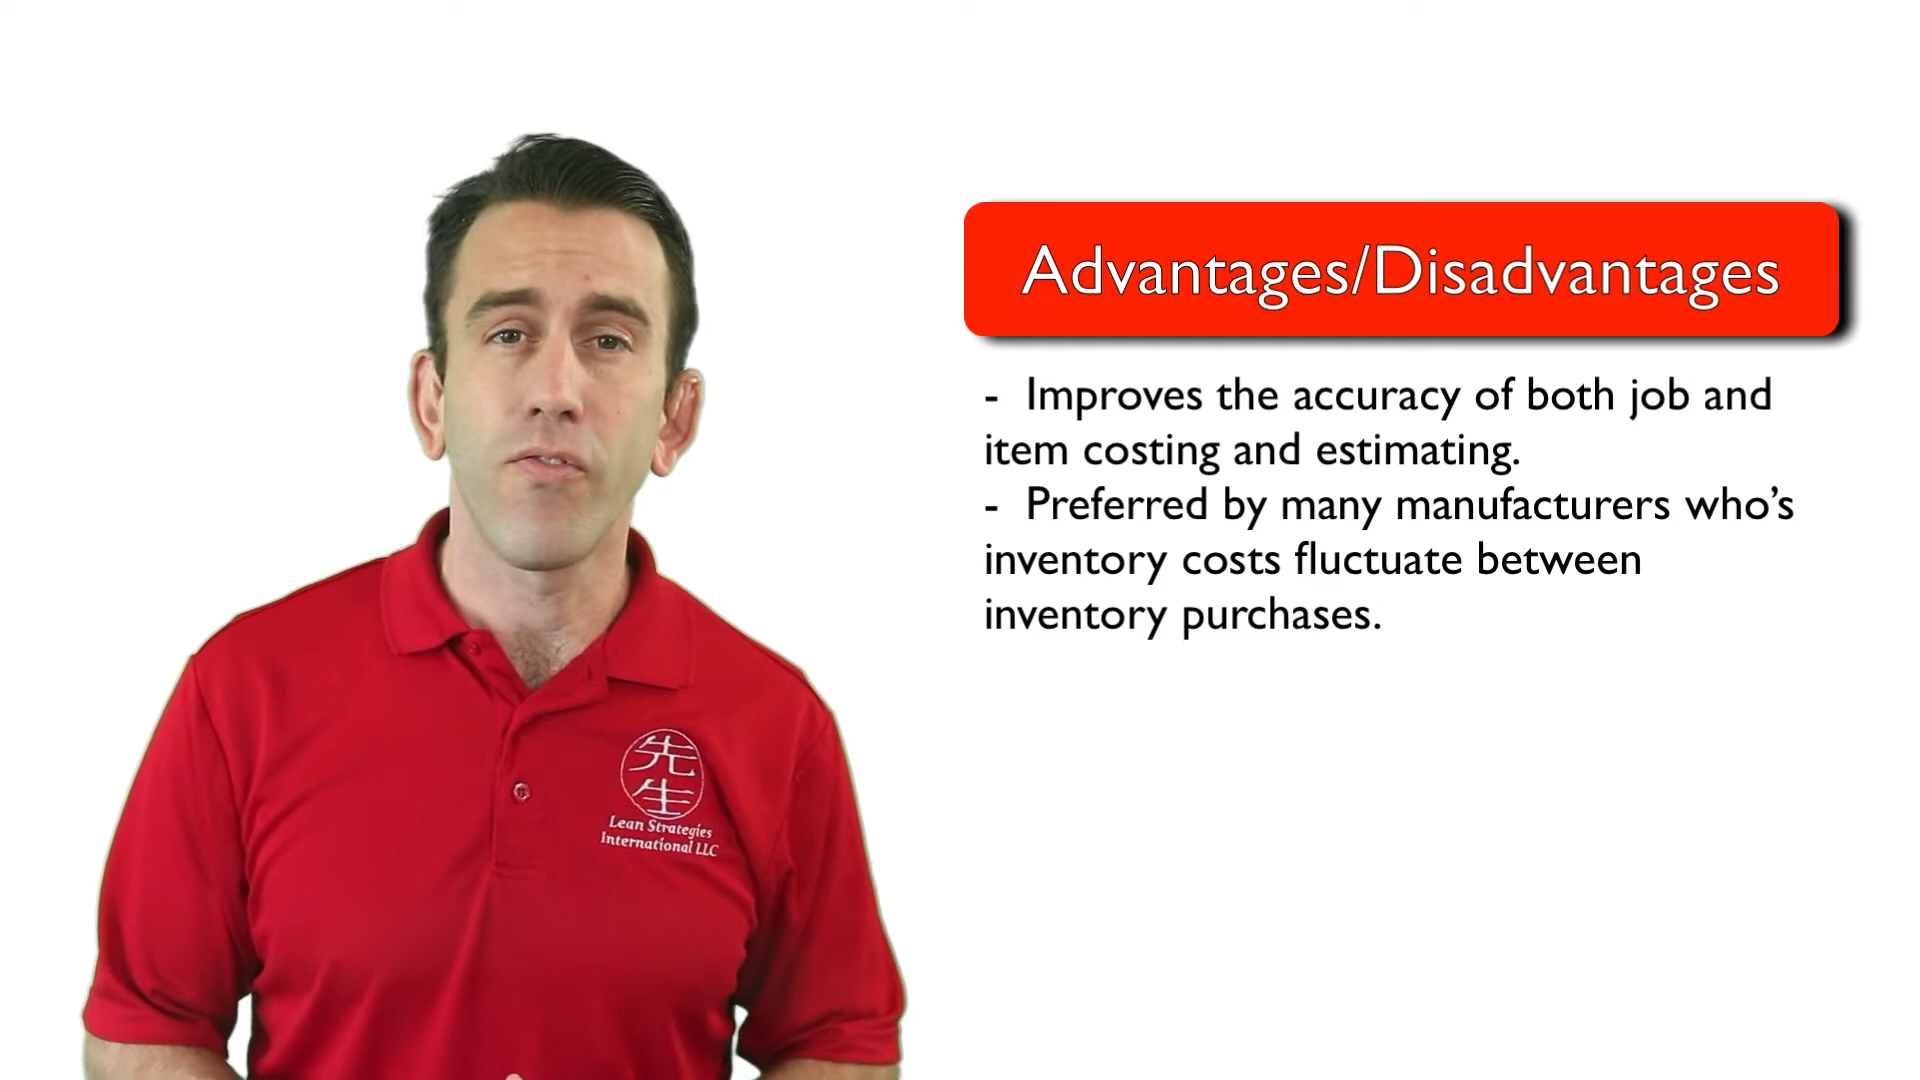 Advantages/Disadvantages
- Improves the accuracy of both job and
item costing and estimating.
- Preferred by many manufacturers who’s
inventory costs fluctuate between
inventory purchases.
先
生
Lean Strategies
International LLC